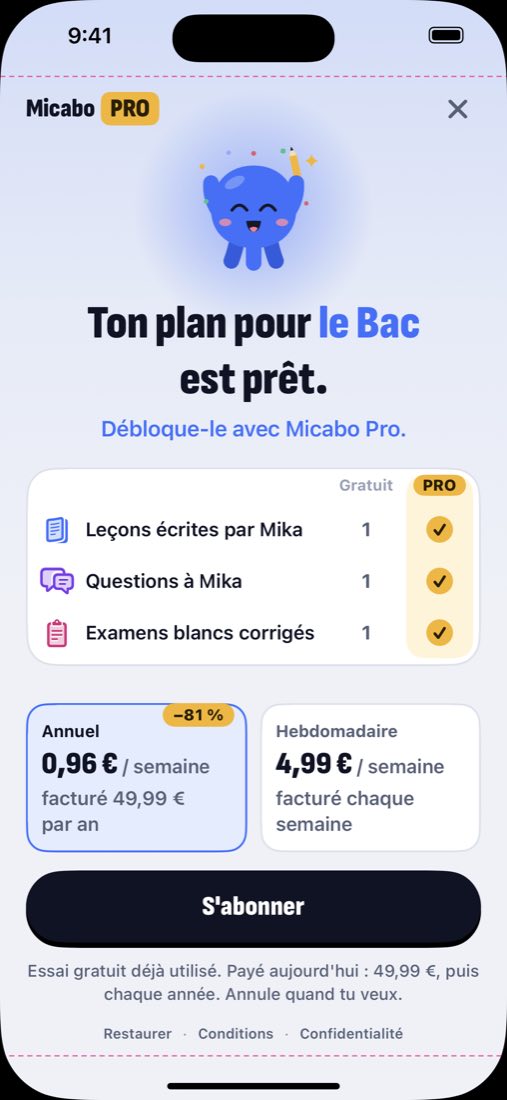 9:41
Micabo PRO
Ton plan pour le Bac
est prêt.
Débloque-le avec Micabo Pro.
Gratuit PRO
Leçons écrites par Mika 1
Questions à Mika 1
Examens blancs corrigés 1
−81 %
Annuel
0,96 € / semaine
facturé 49,99 €
par an
Hebdomadaire
4,99 € / semaine
facturé chaque
semaine
S'abonner
Essai gratuit déjà utilisé. Payé aujourd'hui : 49,99 €, puis
chaque année. Annule quand tu veux.
Restaurer · Conditions · Confidentialité